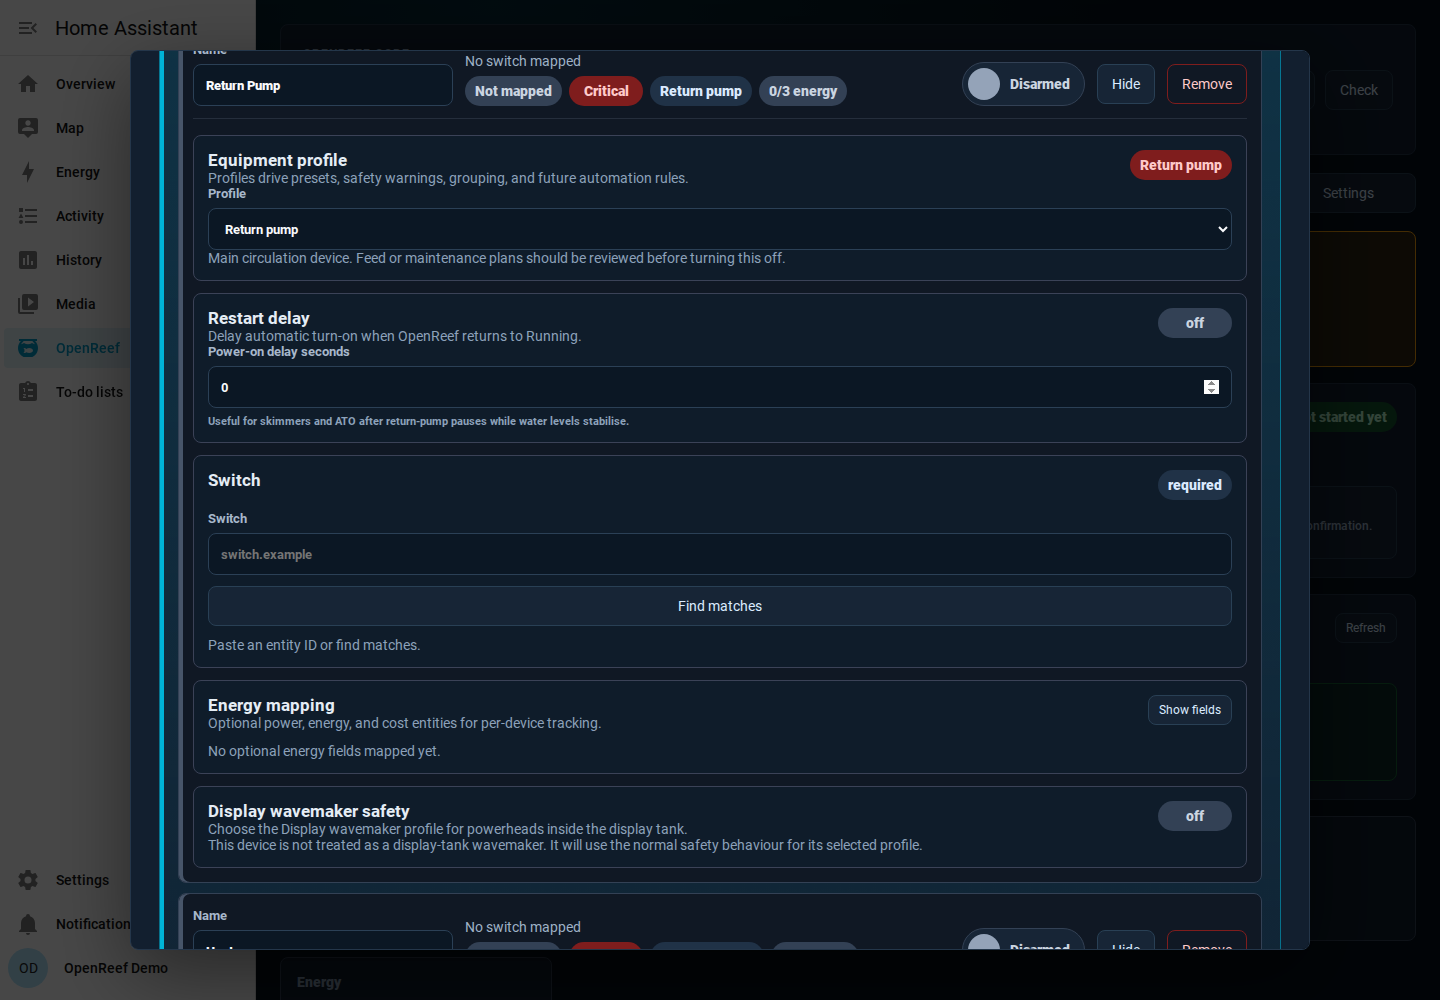 Home Assistant
Overview
Map
Energy
Activity
History
Media
OpenReef
To-do lists
Settings
Notification
OD
OpenReef Demo
Check
Settings
t started yet
onfirmation.
Refresh
Energy
Name
Return Pump
No switch mapped
Not mapped
Critical
Return pump
0/3 energy
Disarmed
Hide
Remove
Equipment profile
Return pump
Profiles drive presets, safety warnings, grouping, and future automation rules.
Profile
Return pump
Main circulation device. Feed or maintenance plans should be reviewed before turning this off.
Restart delay
off
Delay automatic turn-on when OpenReef returns to Running.
Power-on delay seconds
0
Useful for skimmers and ATO after return-pump pauses while water levels stabilise.
Switch
required
Switch
switch.example
Find matches
Paste an entity ID or find matches.
Energy mapping
Show fields
Optional power, energy, and cost entities for per-device tracking.
No optional energy fields mapped yet.
Display wavemaker safety
off
Choose the Display wavemaker profile for powerheads inside the display tank.
This device is not treated as a display-tank wavemaker. It will use the normal safety behaviour for its selected profile.
Name
No switch mapped
Disarmed
Hide
Remove